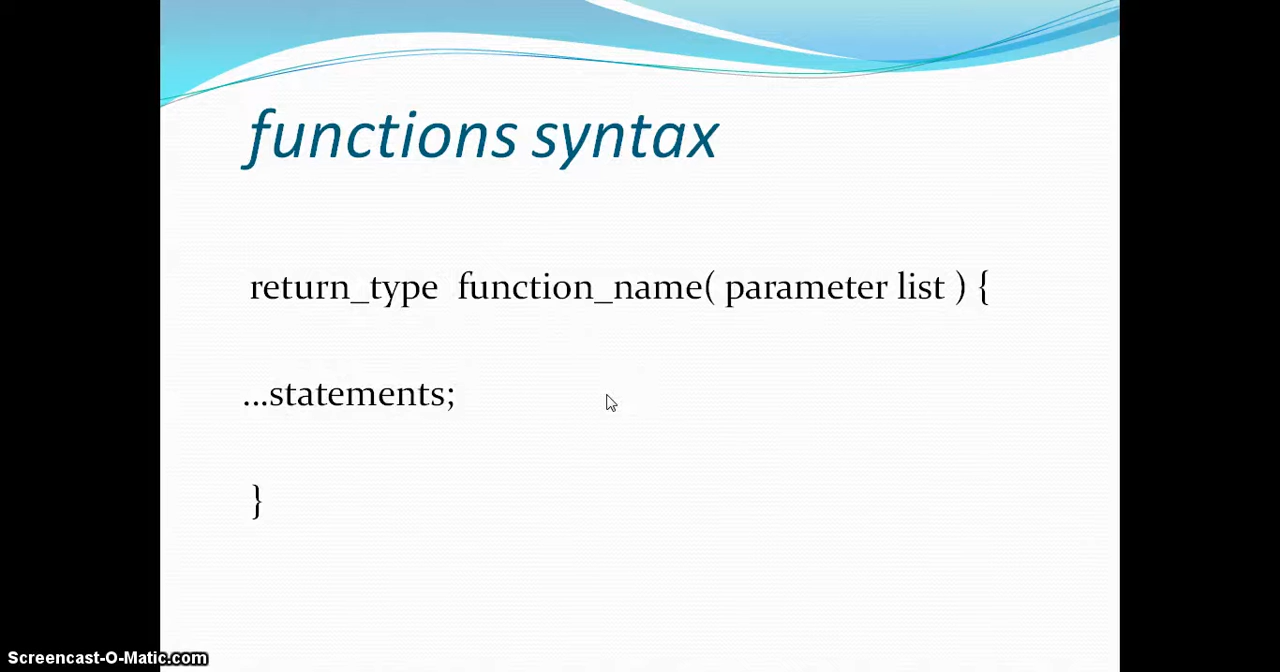 functions syntax
return_type function_name( parameter list ) {
...statements;
}
Screencast-O-Matic.com